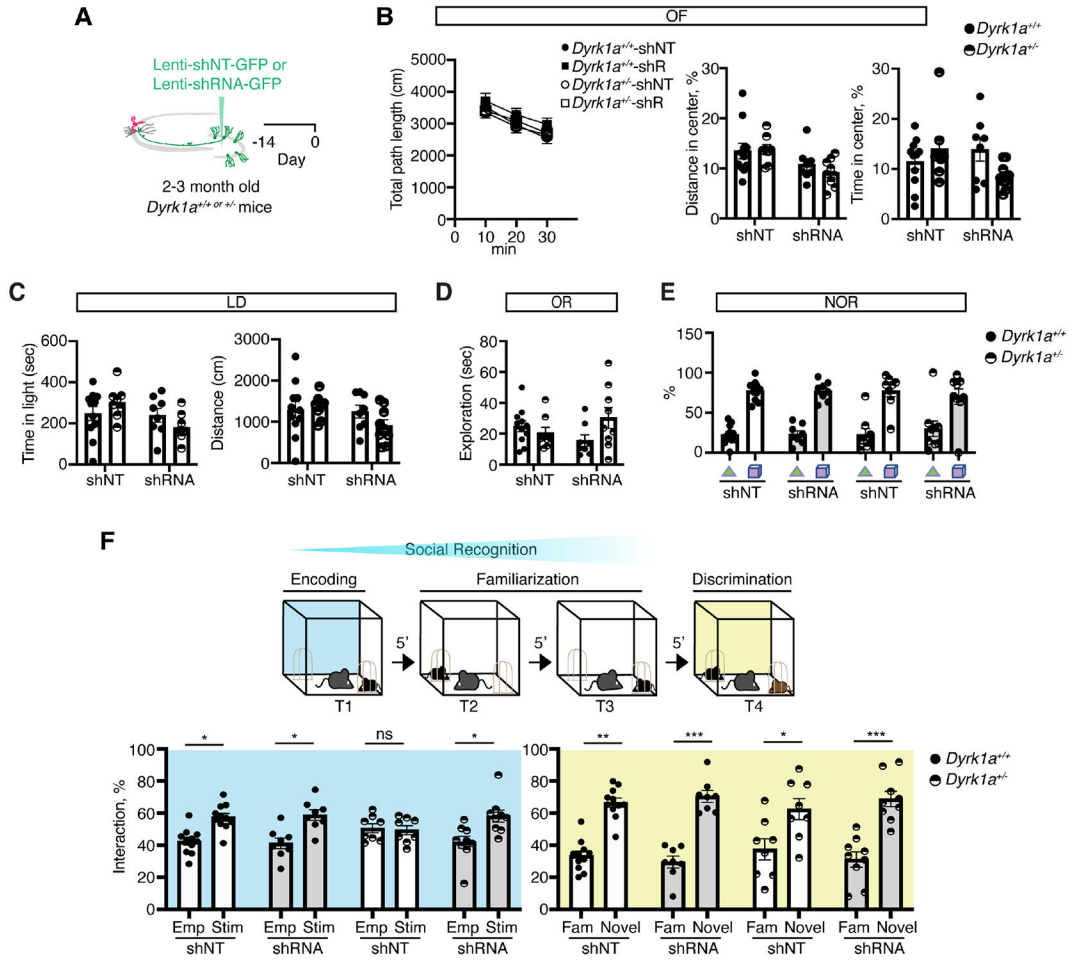 A
Lenti-shNT-GFP or
Lenti-shRNA-GFP
-14 0
Day
2-3 month old
Dyrk1a+/+ or +/- mice
B
OF
Dyrk1a+/+-shNT
Dyrk1a+/+-shR
Dyrk1a+/--shNT
Dyrk1a+/--shR
Total path length (cm)
5000
4000
3000
2000
1000
0
0 10 20 30
min
Distance in center, %
30
20
10
0
shNT shRNA
Time in center, %
30
20
10
0
shNT shRNA
Dyrk1a+/+
Dyrk1a+/-
C
LD
Time in light (sec)
600
400
200
0
shNT shRNA
Distance (cm)
3000
2000
1000
0
shNT shRNA
D
OR
Exploration (sec)
80
60
40
20
0
shNT shRNA
E
NOR
%
150
100
50
0
shNT shRNA shNT shRNA
Dyrk1a+/+
Dyrk1a+/-
F
Social Recognition
Encoding Familiarization Discrimination
5’ 5’ 5’
T1 T2 T3 T4
Interaction, %
100
80
60
40
20
0
* * ns *
Emp Stim Emp Stim Emp Stim Emp Stim
shNT shRNA shNT shRNA
100
80
60
40
20
0
** *** * ***
Fam Novel Fam Novel Fam Novel Fam Novel
shNT shRNA shNT shRNA
Dyrk1a+/+
Dyrk1a+/-